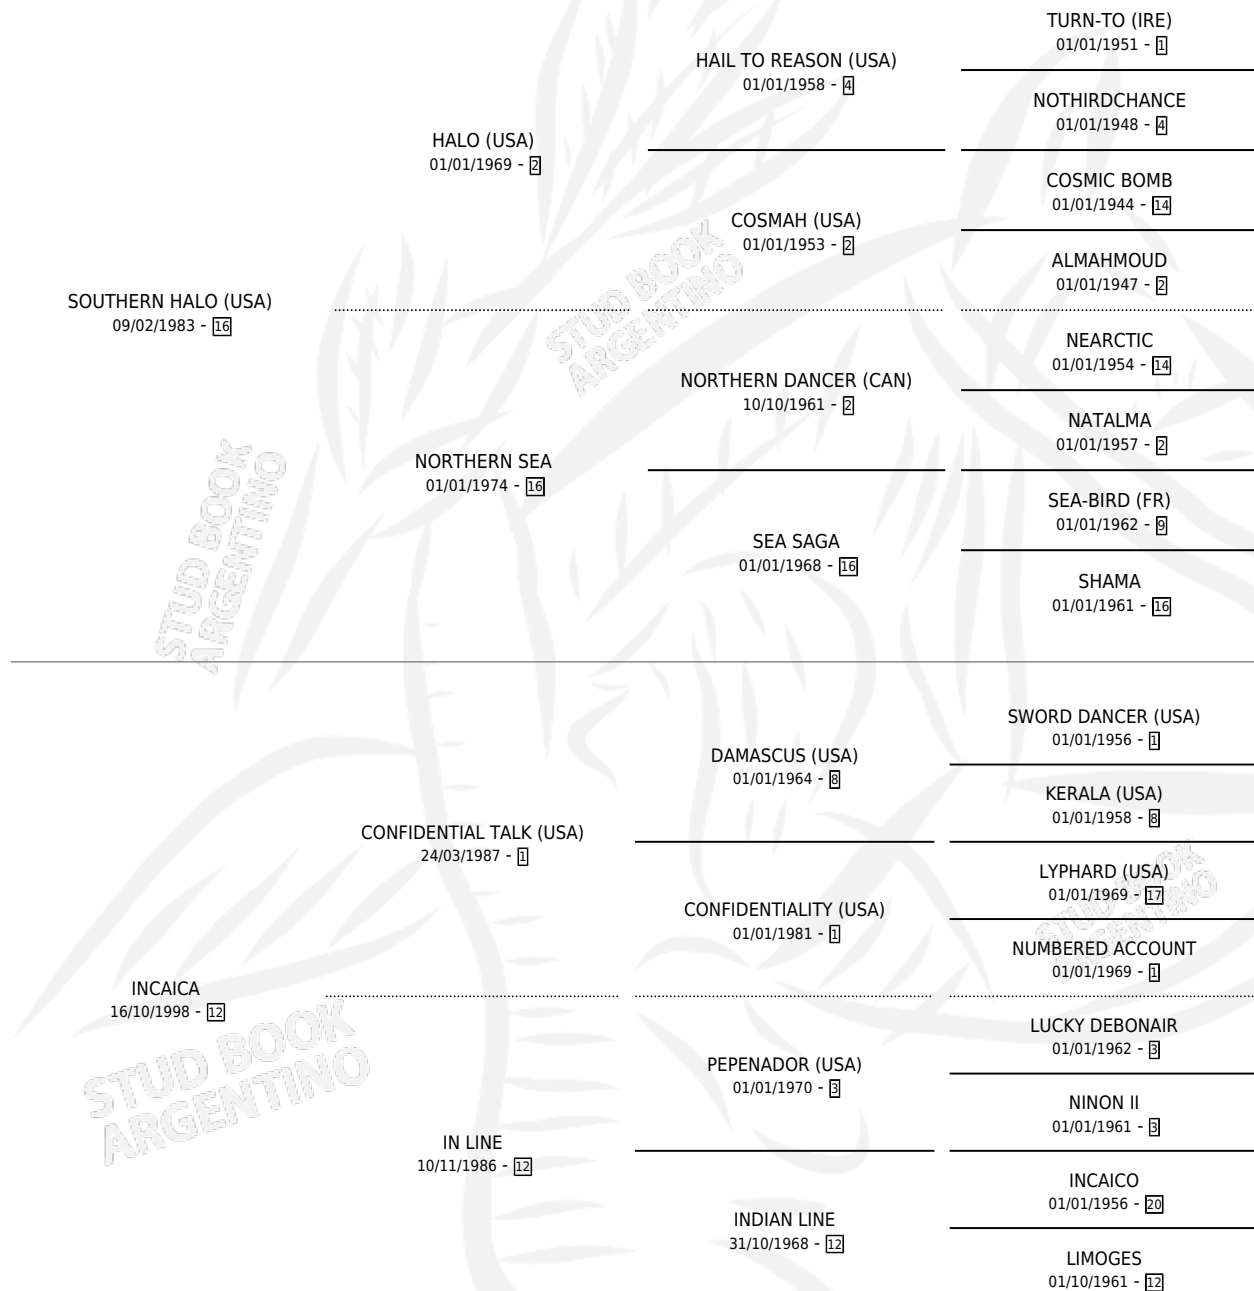 TURN-TO (IRE)
01/01/1951 - 1
HAIL TO REASON (USA)
01/01/1958 - 4
NOTHIRDCHANCE
01/01/1948 - 4
HALO (USA)
01/01/1969 - 2
COSMIC BOMB
01/01/1944 - 14
COSMAH (USA)
01/01/1953 - 2
ALMAHMOUD
01/01/1947 - 2
SOUTHERN HALO (USA)
09/02/1983 - 16
NEARCTIC
01/01/1954 - 14
NORTHERN DANCER (CAN)
10/10/1961 - 2
NATALMA
01/01/1957 - 2
NORTHERN SEA
01/01/1974 - 16
SEA-BIRD (FR)
01/01/1962 - 9
SEA SAGA
01/01/1968 - 16
SHAMA
01/01/1961 - 16
SWORD DANCER (USA)
01/01/1956 - 1
DAMASCUS (USA)
01/01/1964 - 8
KERALA (USA)
01/01/1958 - 8
CONFIDENTIAL TALK (USA)
24/03/1987 - 1
LYPHARD (USA)
01/01/1969 - 17
CONFIDENTIALITY (USA)
01/01/1981 - 1
NUMBERED ACCOUNT
01/01/1969 - 1
INCAICA
16/10/1998 - 12
LUCKY DEBONAIR
01/01/1962 - 3
PEPENADOR (USA)
01/01/1970 - 3
NINON II
01/01/1961 - 3
IN LINE
10/11/1986 - 12
INCAICO
01/01/1956 - 20
INDIAN LINE
31/10/1968 - 12
LIMOGES
01/10/1961 - 12
STUD BOOK
ARGENTINO
STUD BOOK
ARGENTINO
STUD BOOK
ARGENTINO
STUD BOOK
ARGENTINO